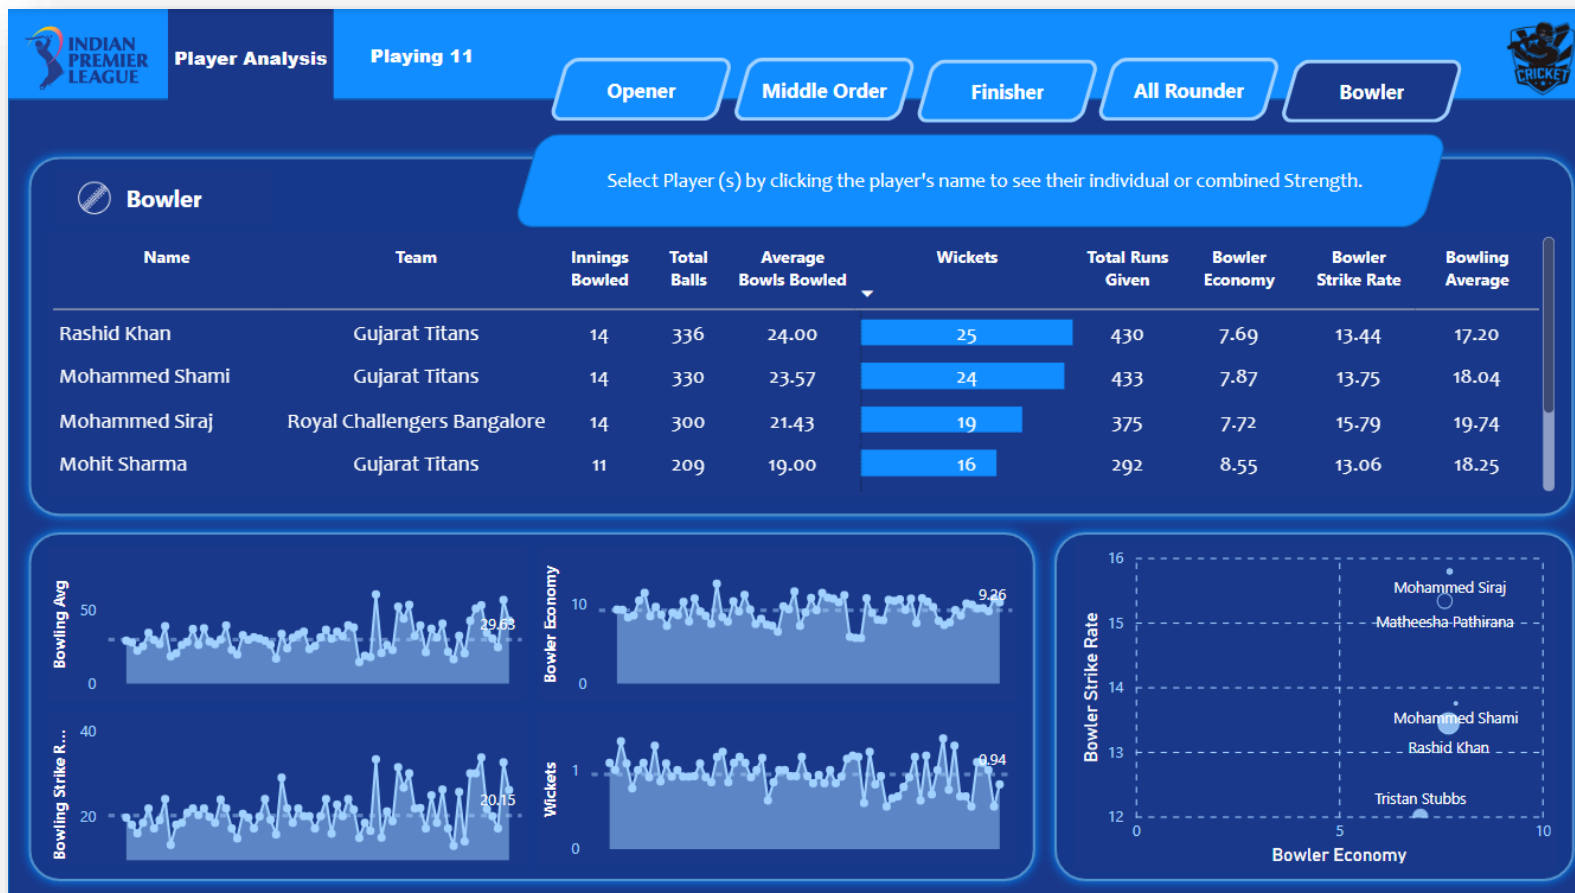 INDIAN
PREMIER
LEAGUE
Player Analysis
Playing 11
CRICKET
Opener
Middle Order
Finisher
All Rounder
Bowler
Select Player (s) by clicking the player's name to see their individual or combined Strength.
Bowler
Name Team Innings Bowled Total Balls Average Bowls Bowled Wickets Total Runs Given Bowler Economy Bowler Strike Rate Bowling Average
Rashid Khan Gujarat Titans 14 336 24.00 25 430 7.69 13.44 17.20
Mohammed Shami Gujarat Titans 14 330 23.57 24 433 7.87 13.75 18.04
Mohammed Siraj Royal Challengers Bangalore 14 300 21.43 19 375 7.72 15.79 19.74
Mohit Sharma Gujarat Titans 11 209 19.00 16 292 8.55 13.06 18.25
Bowling Avg
50
0
29.63
Bowler Economy
10
0
9.26
Bowling Strike R...
40
20
20.15
Wickets
1
0
0.94
Bowler Strike Rate
16
15
14
13
12
Mohammed Siraj
Matheesha Pathirana
Mohammed Shami
Rashid Khan
Tristan Stubbs
0 5 10
Bowler Economy